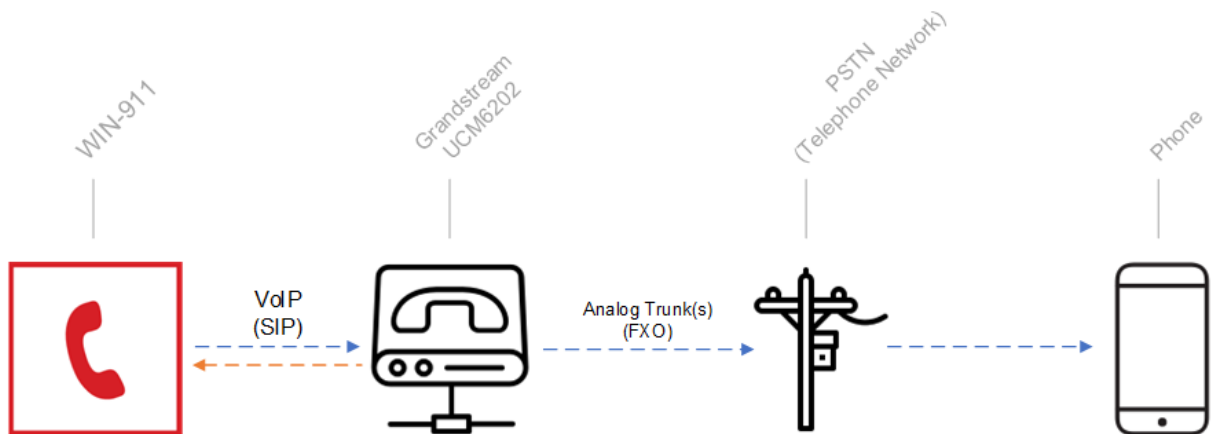 WIN-911
Grandstream
UCM6202
PSTN
(Telephone Network)
Phone
VoIP
(SIP)
Analog Trunk(s)
(FXO)